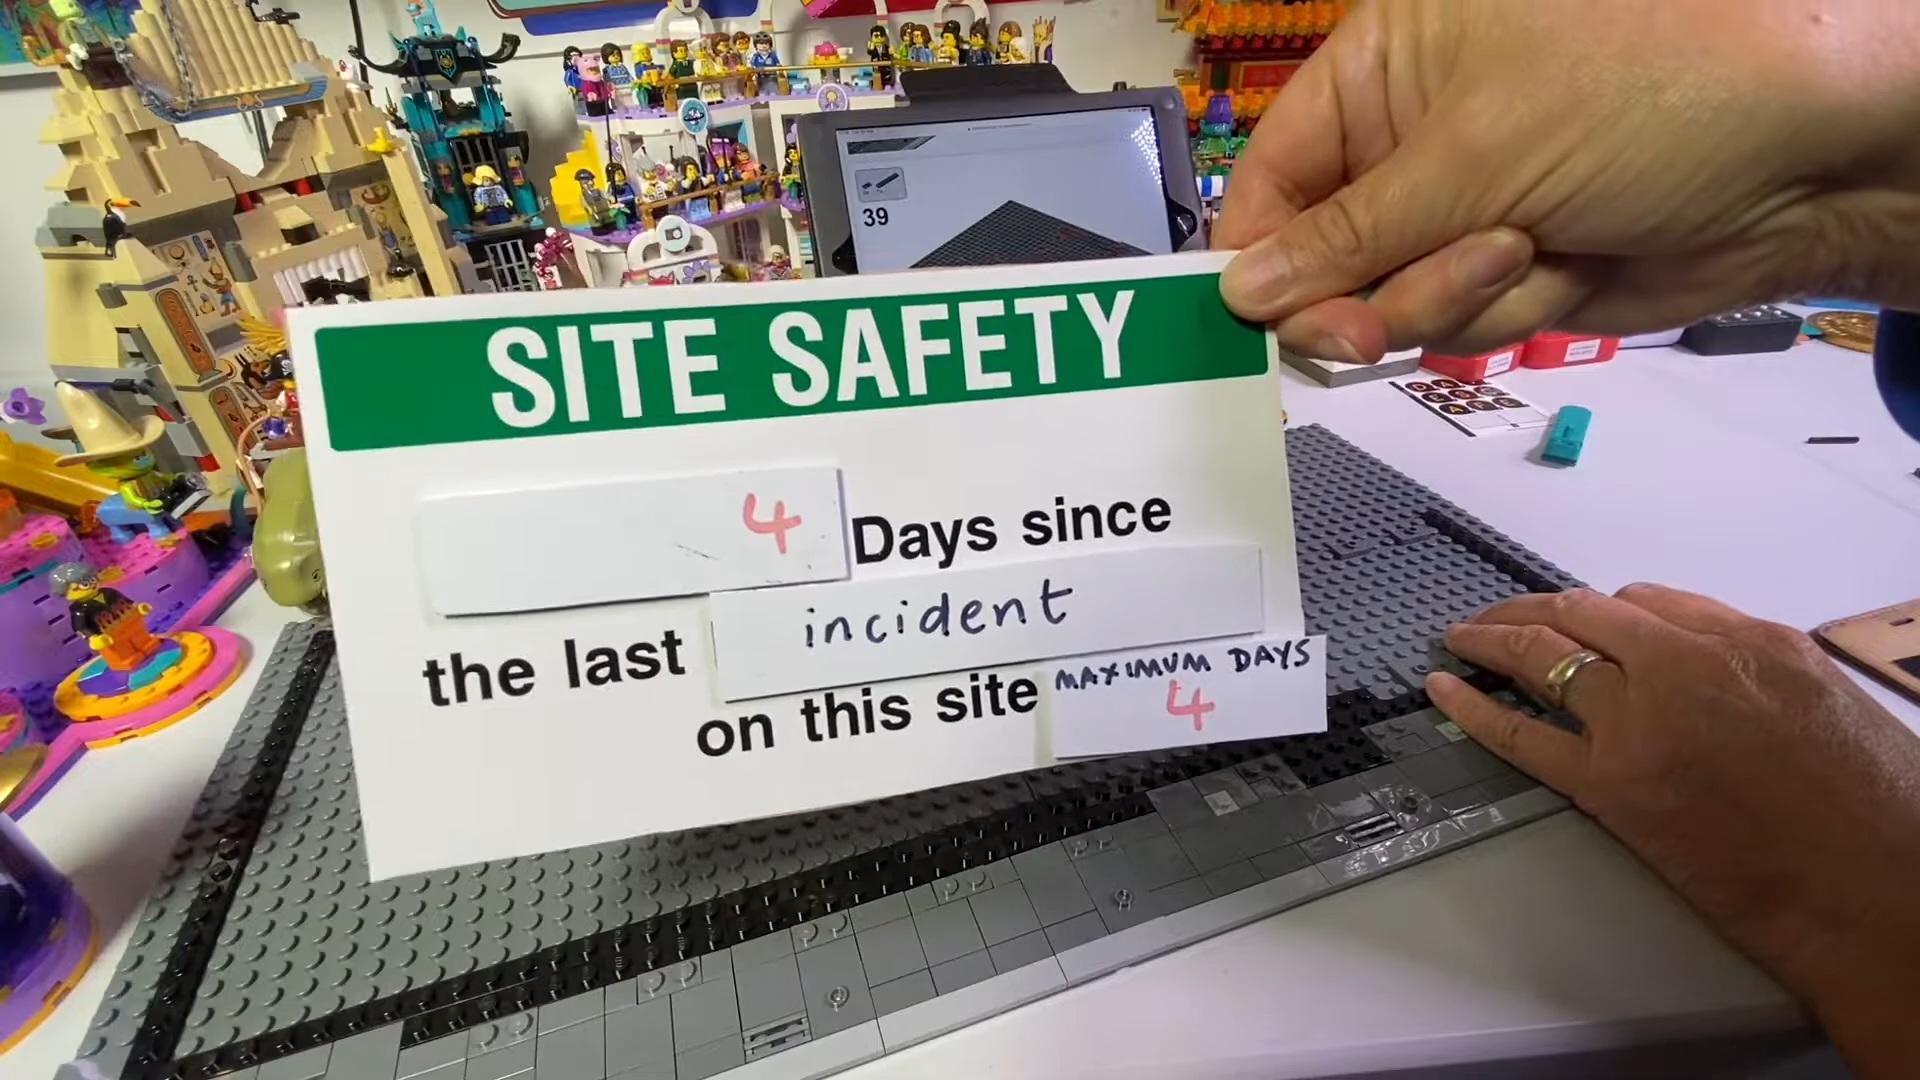 39
SITE SAFETY
4 Days since
the last incident
on this site MAXIMUM DAYS
4